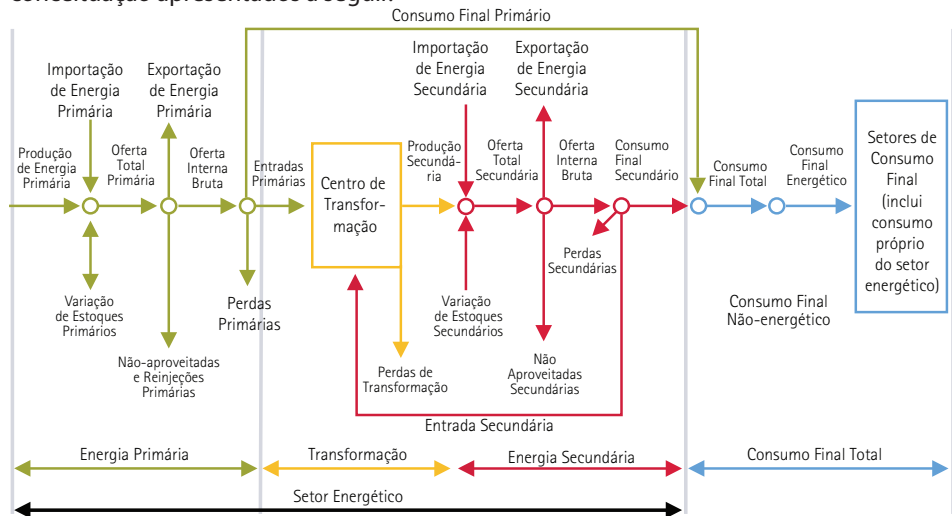 conceituação apresentados a seguir.
Consumo Final Primário
Importação
de Energia
Primária
Exportação
de Energia
Primária
Importação
de Energia
Secundária
Exportação
de Energia
Secundária
Produção
de Energia
Primária
Oferta
Total
Primária
Oferta
Interna
Bruta
Entradas
Primárias
Centro de
Transfor-
mação
Produção
Secundá-
ria
Oferta
Total
Secundária
Oferta
Interna
Bruta
Consumo
Final
Secundário
Consumo
Final Total
Consumo
Final
Energético
Setores de
Consumo
Final
(inclui
consumo
próprio
do setor
energético)
Variação
de Estoques
Primários
Não-aproveitadas
e Reinjeções
Primárias
Perdas
Primárias
Perdas de
Transformação
Variação
de Estoques
Secundários
Não
Aproveitadas
Secundárias
Perdas
Secundárias
Consumo Final
Não-energético
Entrada Secundária
Energia Primária
Transformação
Energia Secundária
Consumo Final Total
Setor Energético